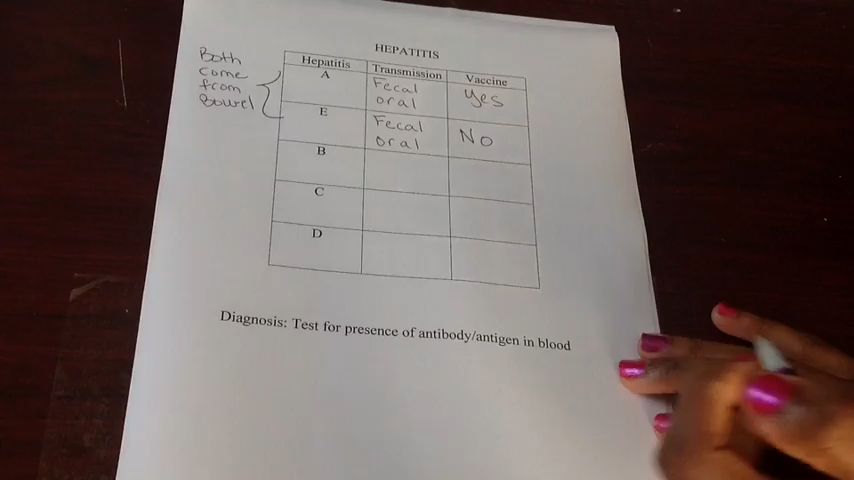 HEPATITIS
Both
come
from
Bowel
Hepatitis Transmission Vaccine
A Fecal oral Yes
E Fecal oral No
B
C
D
Diagnosis: Test for presence of antibody/antigen in blood